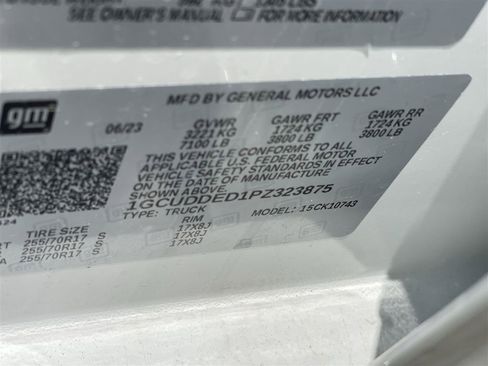 SEE OWNER'S MANUAL FOR MORE INFORMATION
gm
MFD BY GENERAL MOTORS LLC
06/23 GVWR GAWR FRT GAWR RR
3221 KG 1724 KG 1724 KG
7100 LB 3800 LB 3800 LB
THIS VEHICLE CONFORMS TO ALL
APPLICABLE U.S. FEDERAL MOTOR
VEHICLE SAFETY STANDARDS IN EFFECT
ON THE DATE OF MANUFACTURE
SHOWN ABOVE.
1GCUDDED1PZ323875
TYPE: TRUCK MODEL: 15CK10743
TIRE SIZE RIM
255/70R17 S 17X8J
255/70R17 S 17X8J
255/70R17 S 17X8J